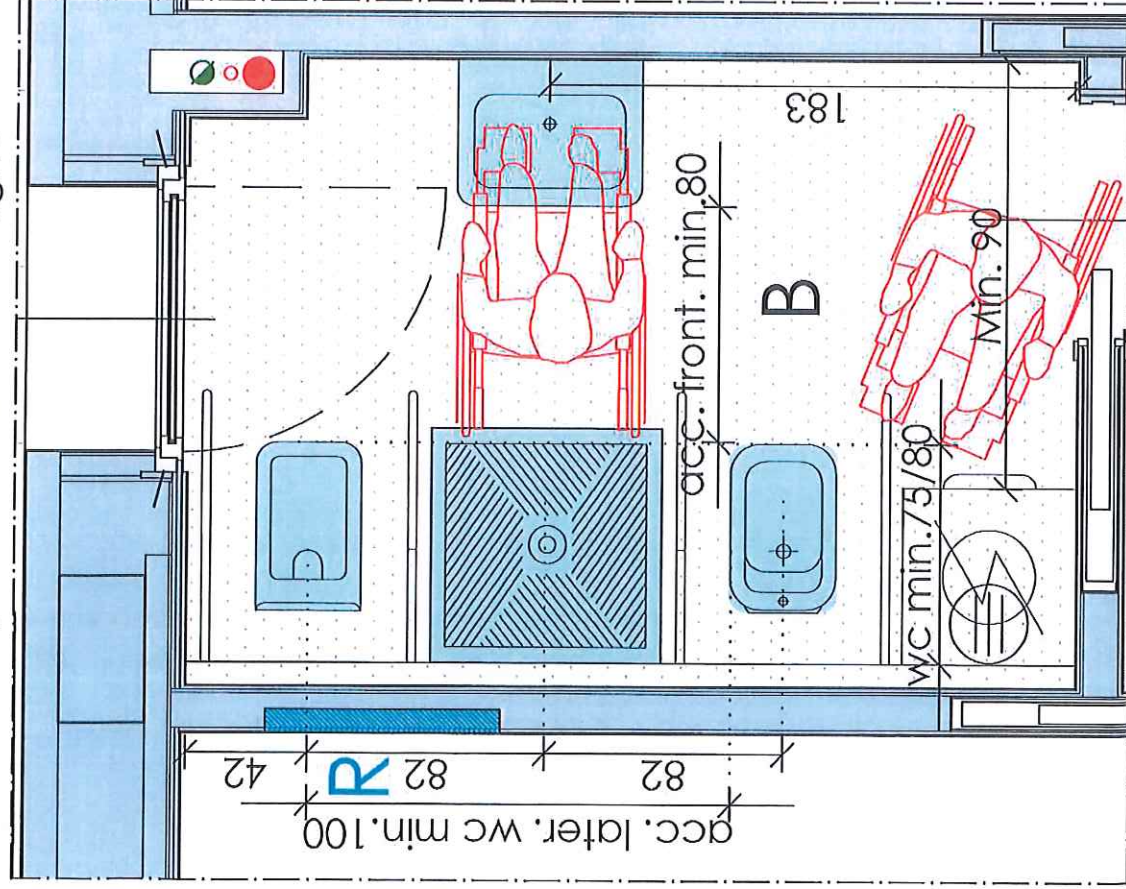 183
acc. front. min.80
B
Min. 90
wc min.75/80
42
R
82
82
acc. later. wc min.100